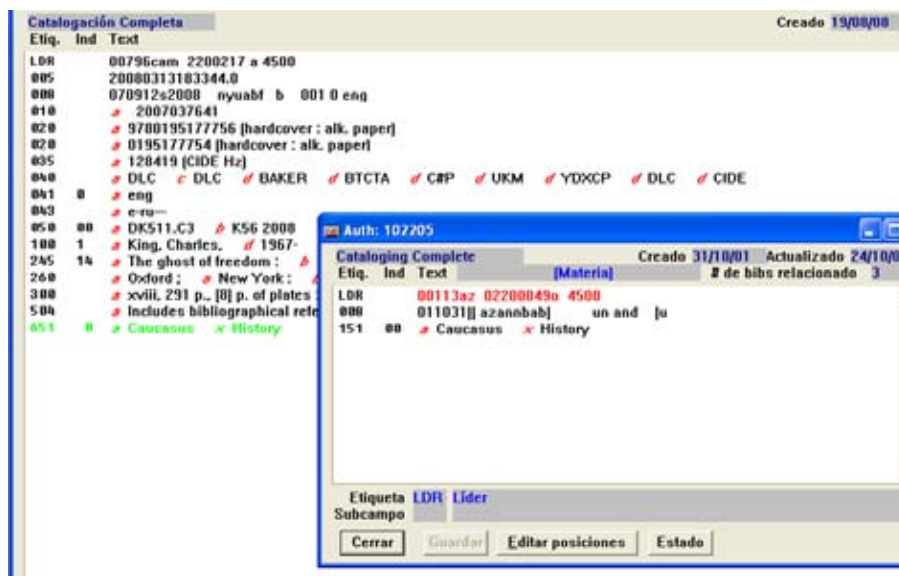 Catalogación Completa Creado 19/08/08
Etiq. Ind Text
LDR 00796cam 2200217 a 4500
005 20080313183344.0
008 070912s2008 nyuabf b 001 0 eng
010 a 2007037641
020 a 9780195177756 [hardcover : alk. paper]
020 a 0195177754 [hardcover : alk. paper]
035 a 128419 [CIDE Hz]
040 a DLC c DLC d BAKER d BTCTA d C#P d UKM d YDXCP d DLC d CIDE
041 0 a eng
043 a e-ru---
050 00 a DK511.C3 b K56 2008
100 1 a King, Charles, d 1967-
245 14 a The ghost of freedom : b
260 a Oxford ; a New York :
300 a xviii, 291 p., [8] p. of plates
504 a Includes bibliographical refe
651 0 a Caucasus x History
Auth: 102205
Cataloging Complete Creado 31/10/01 Actualizado 24/10/0
Etiq. Ind Text [Materia] # de bibs relacionado 3
LDR 00113az 02200049o 4500
008 011031|| azannbab| un and |u
151 00 a Caucasus x History
Etiqueta LDR Líder
Subcampo
Cerrar Guardar Editar posiciones Estado